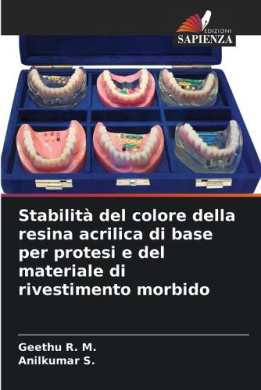 EDIZIONI
SAPIENZA
Stabilità del colore della
resina acrilica di base
per protesi e del
materiale di
rivestimento morbido
Geethu R. M.
Anilkumar S.